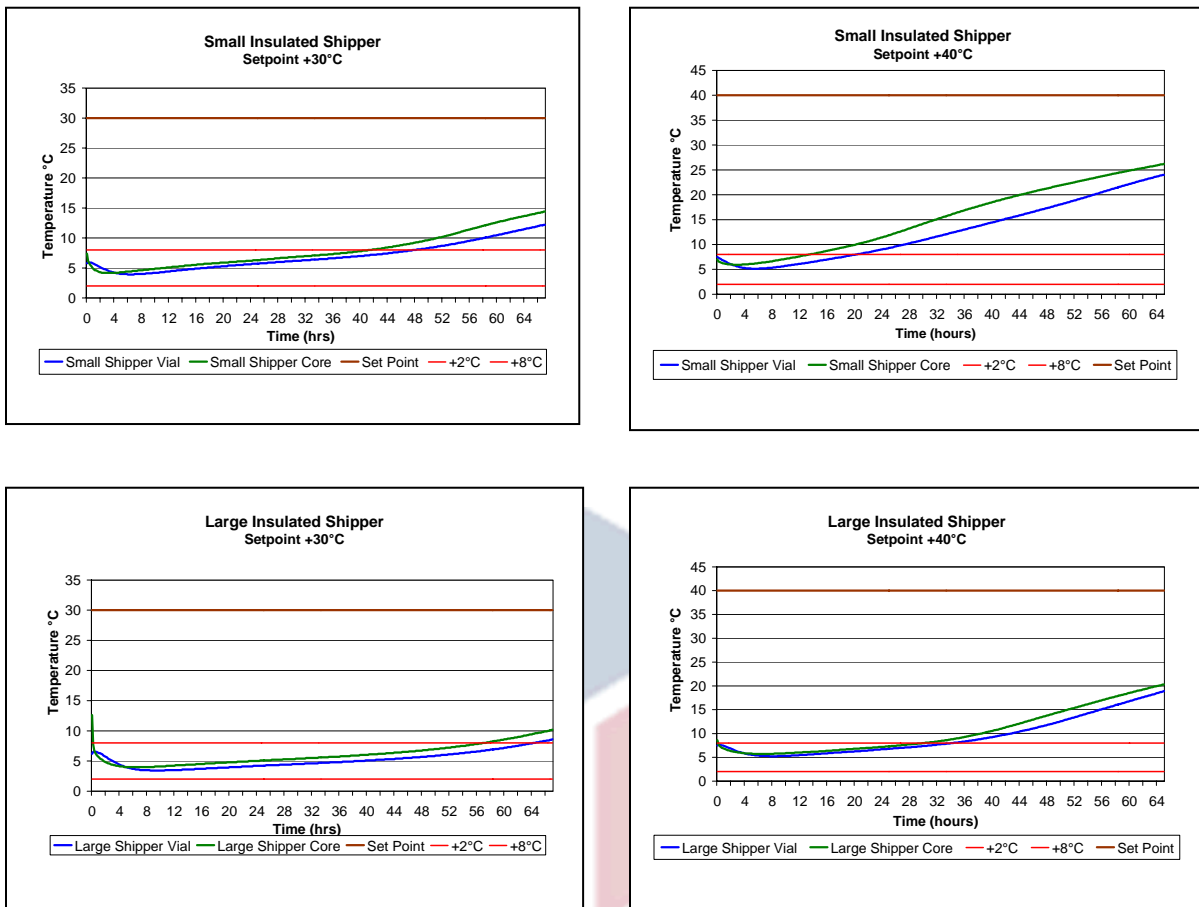 Small Insulated Shipper
Setpoint +30°C
35
30
25
20
15
10
5
0
Temperature °C
0 4 8 12 16 20 24 28 32 36 40 44 48 52 56 60 64
Time (hrs)
Small Shipper Vial Small Shipper Core Set Point +2°C +8°C
Small Insulated Shipper
Setpoint +40°C
45
40
35
30
25
20
15
10
5
0
Temperature °C
0 4 8 12 16 20 24 28 32 36 40 44 48 52 56 60 64
Time (hours)
Small Shipper Vial Small Shipper Core +2°C +8°C Set Point
Large Insulated Shipper
Setpoint +30°C
35
30
25
20
15
10
5
0
Temperature °C
0 4 8 12 16 20 24 28 32 36 40 44 48 52 56 60 64
Time (hrs)
Large Shipper Vial Large Shipper Core Set Point +2°C +8°C
Large Insulated Shipper
Setpoint +40°C
45
40
35
30
25
20
15
10
5
0
Temperature °C
0 4 8 12 16 20 24 28 32 36 40 44 48 52 56 60 64
Time (hours)
Large Shipper Vial Large Shipper Core +2°C +8°C Set Point